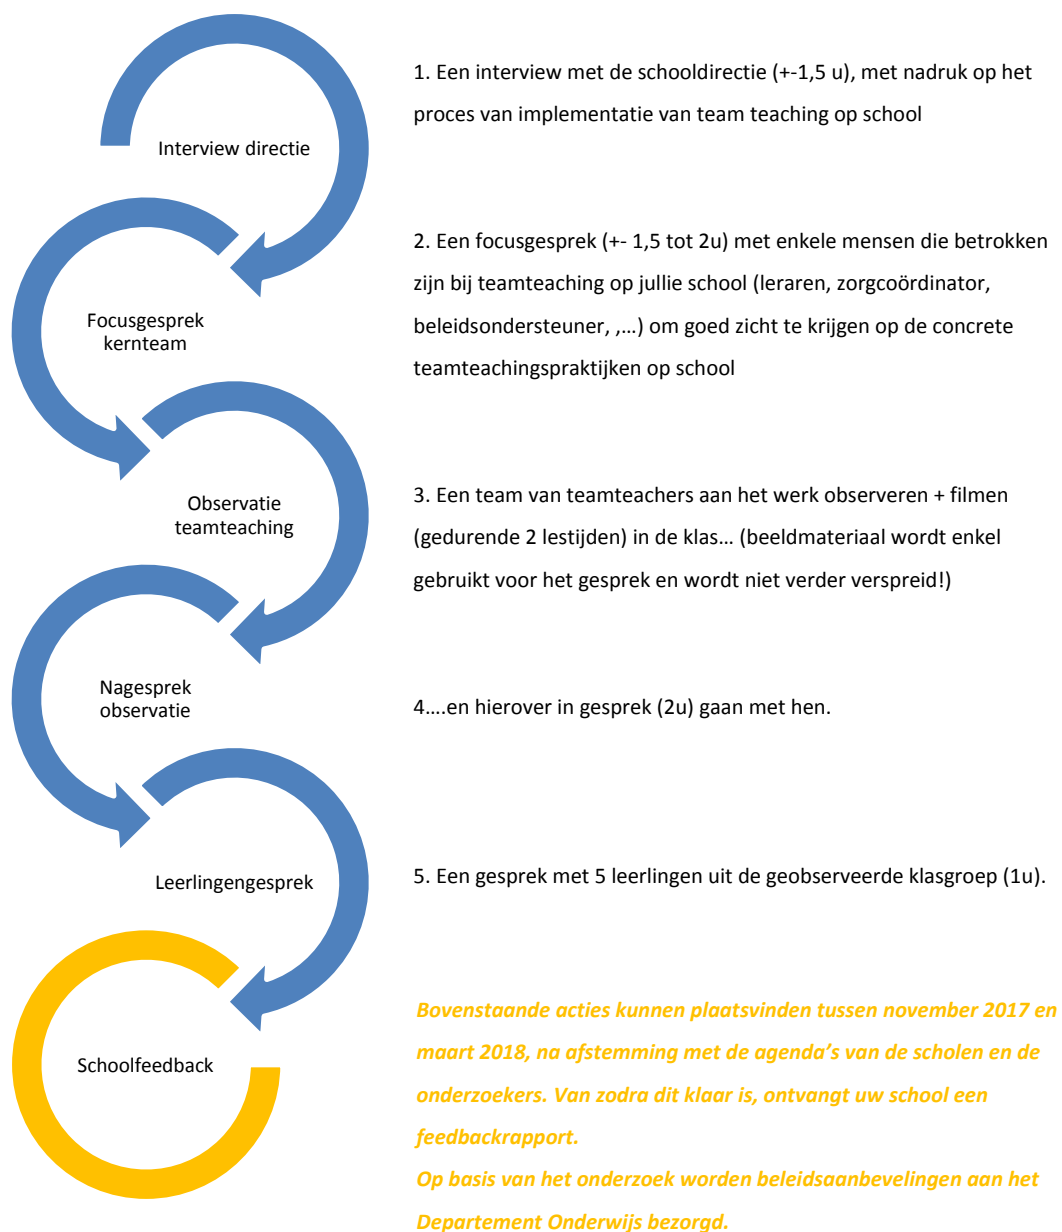 1. Een interview met de schooldirectie (+-1,5 u), met nadruk op het
proces van implementatie van team teaching op school
Interview directie
2. Een focusgesprek (+- 1,5 tot 2u) met enkele mensen die betrokken
zijn bij teamteaching op jullie school (leraren, zorgcoördinator,
beleidsondersteuner, ,…) om goed zicht te krijgen op de concrete
teamteachingspraktijken op school
Focusgesprek
kernteam
3. Een team van teamteachers aan het werk observeren + filmen
(gedurende 2 lestijden) in de klas… (beeldmateriaal wordt enkel
gebruikt voor het gesprek en wordt niet verder verspreid!)
Observatie
teamteaching
4….en hierover in gesprek (2u) gaan met hen.
Nagesprek
observatie
5. Een gesprek met 5 leerlingen uit de geobserveerde klasgroep (1u).
Leerlingengesprek
Bovenstaande acties kunnen plaatsvinden tussen november 2017 en
maart 2018, na afstemming met de agenda’s van de scholen en de
onderzoekers. Van zodra dit klaar is, ontvangt uw school een
feedbackrapport.
Op basis van het onderzoek worden beleidsaanbevelingen aan het
Departement Onderwijs bezorgd.
Schoolfeedback